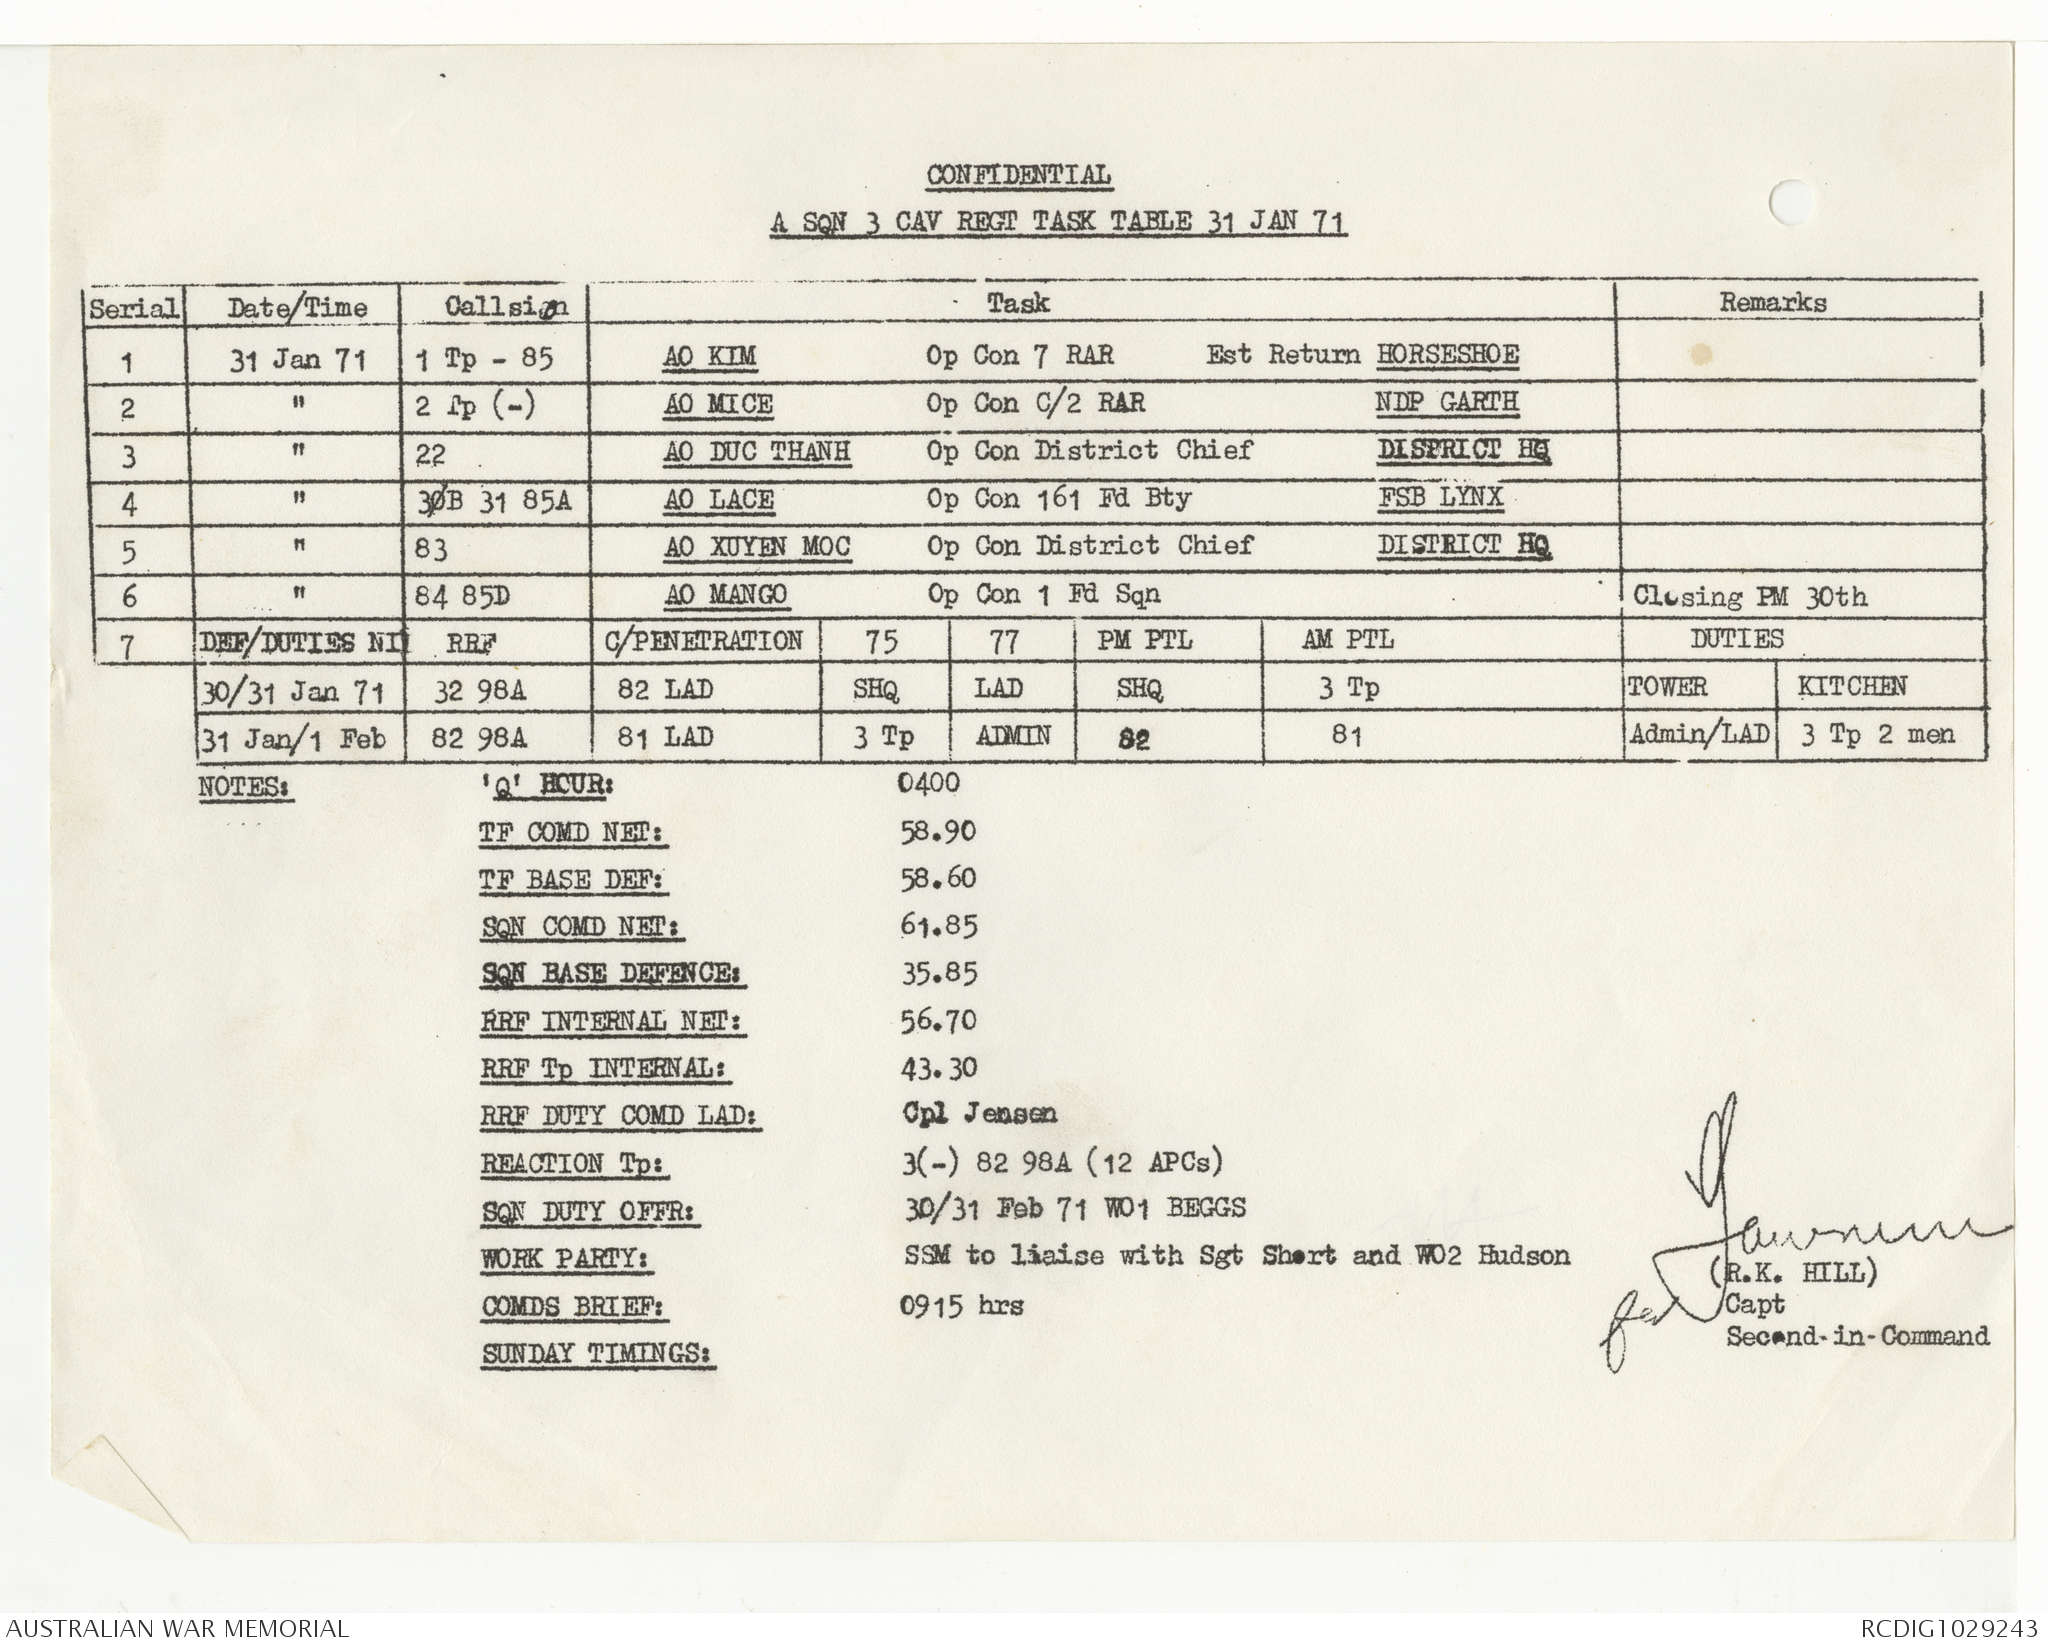 CONFIDENTIAL
A SQN 3 CAV REGT TASK TABLE 31 JAN 71
Serial Date/Time Callsign Task Remarks
1 31 Jan 71 1 Tp - 85 AO KIM Op Con 7 RAR Est Return HORSESHOE
2 " 2 Tp (-) AO MICE Op Con C/2 RAR NDP GARTH
3 " 22 AO DUC THANH Op Con District Chief DISTRICT HQ
4 " 30B 31 85A AO LACE Op Con 161 Fd Bty FSB LYNX
5 " 83 AO XUYEN MOC Op Con District Chief DISTRICT HQ
6 " 84 85D AO MANGO Op Con 1 Fd Sqn Closing PM 30th
7 DEF/DUTIES NI RRF C/PENETRATION 75 77 PM PTL AM PTL DUTIES
30/31 Jan 71 32 98A 82 LAD SHQ LAD SHQ 3 Tp TOWER KITCHEN
31 Jan/1 Feb 82 98A 81 LAD 3 Tp ADMIN 82 81 Admin/LAD 3 Tp 2 men
NOTES: 'Q' HOUR: 0400
TF COMD NET: 58.90
TF BASE DEF: 58.60
SQN COMD NET: 61.85
SQN BASE DEFENCE: 35.85
RRF INTERNAL NET: 56.70
RRF Tp INTERNAL: 43.30
RRF DUTY COMD LAD: Cpl Jensen
REACTION Tp: 3(-) 82 98A (12 APCs)
SQN DUTY OFFR: 30/31 Feb 71 WO1 BEGGS
WORK PARTY: SSM to liaise with Sgt Short and WO2 Hudson
COMDS BRIEF: 0915 hrs
SUNDAY TIMINGS:
for
(R.K. HILL)
Capt
Second-in-Command
AUSTRALIAN WAR MEMORIAL RCDIG1029243